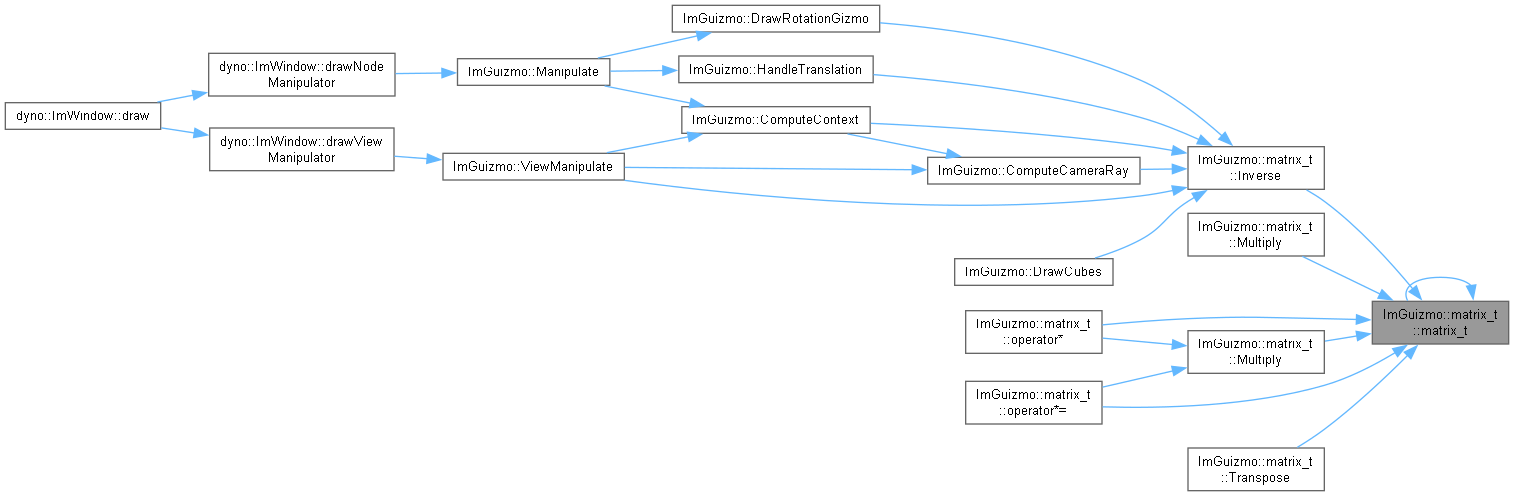 ImGuizmo::DrawRotationGizmo
dyno::ImWindow::drawNode
Manipulator
ImGuizmo::Manipulate
ImGuizmo::HandleTranslation
dyno::ImWindow::draw
ImGuizmo::ComputeContext
dyno::ImWindow::drawView
Manipulator
ImGuizmo::ViewManipulate
ImGuizmo::ComputeCameraRay
ImGuizmo::matrix_t
::Inverse
ImGuizmo::matrix_t
::Multiply
ImGuizmo::DrawCubes
ImGuizmo::matrix_t
::matrix_t
ImGuizmo::matrix_t
::operator*
ImGuizmo::matrix_t
::Multiply
ImGuizmo::matrix_t
::operator*=
ImGuizmo::matrix_t
::Transpose